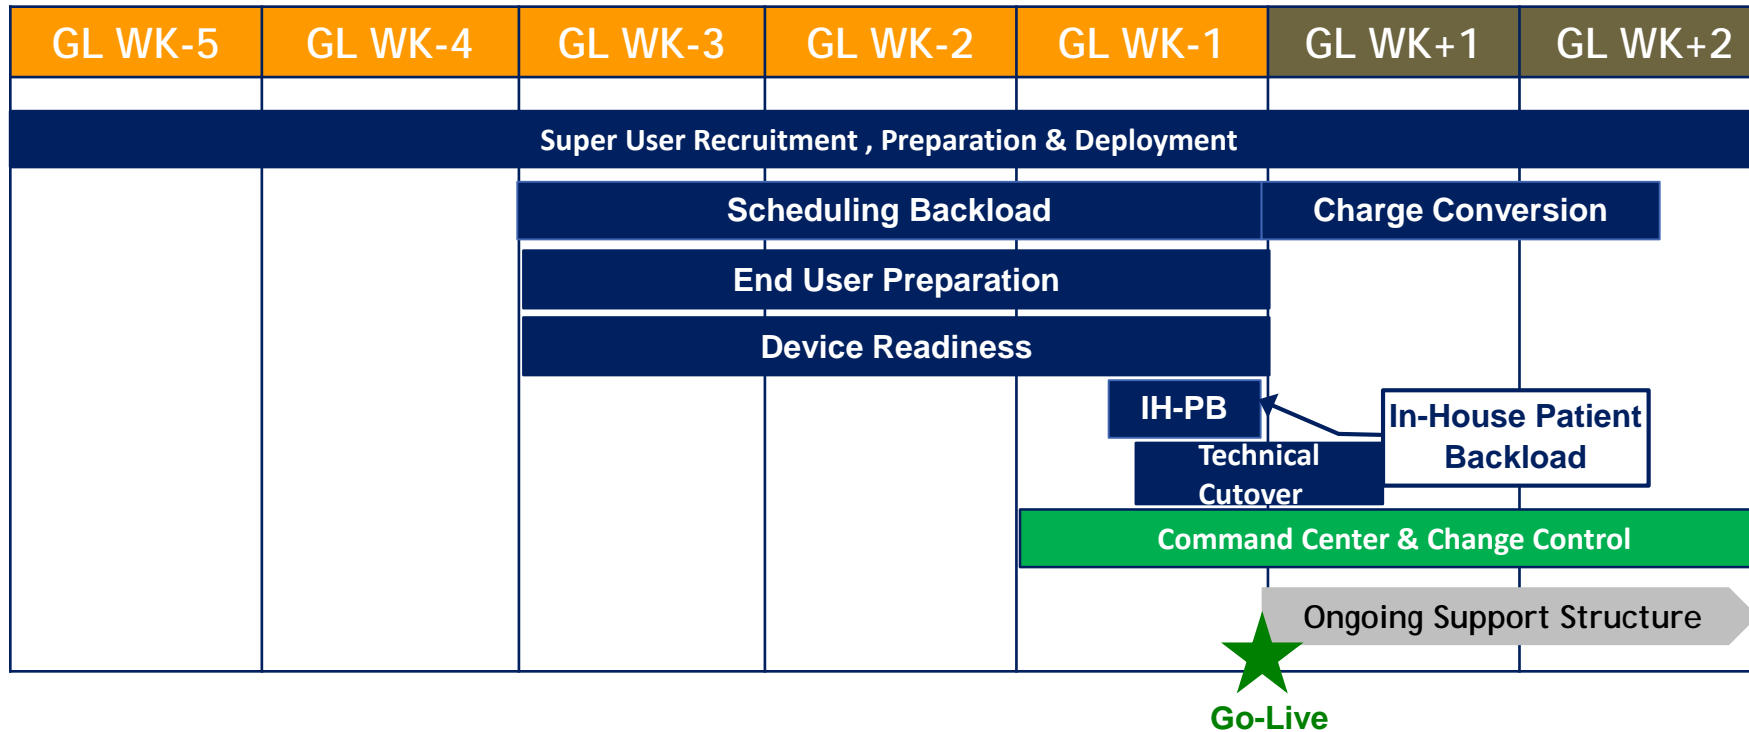 GL WK-5 GL WK-4 GL WK-3 GL WK-2 GL WK-1 GL WK+1 GL WK+2
Super User Recruitment , Preparation & Deployment
Scheduling Backload Charge Conversion
End User Preparation
Device Readiness
IH-PB
In-House Patient
Backload
Technical
Cutover
Command Center & Change Control
Ongoing Support Structure
Go-Live